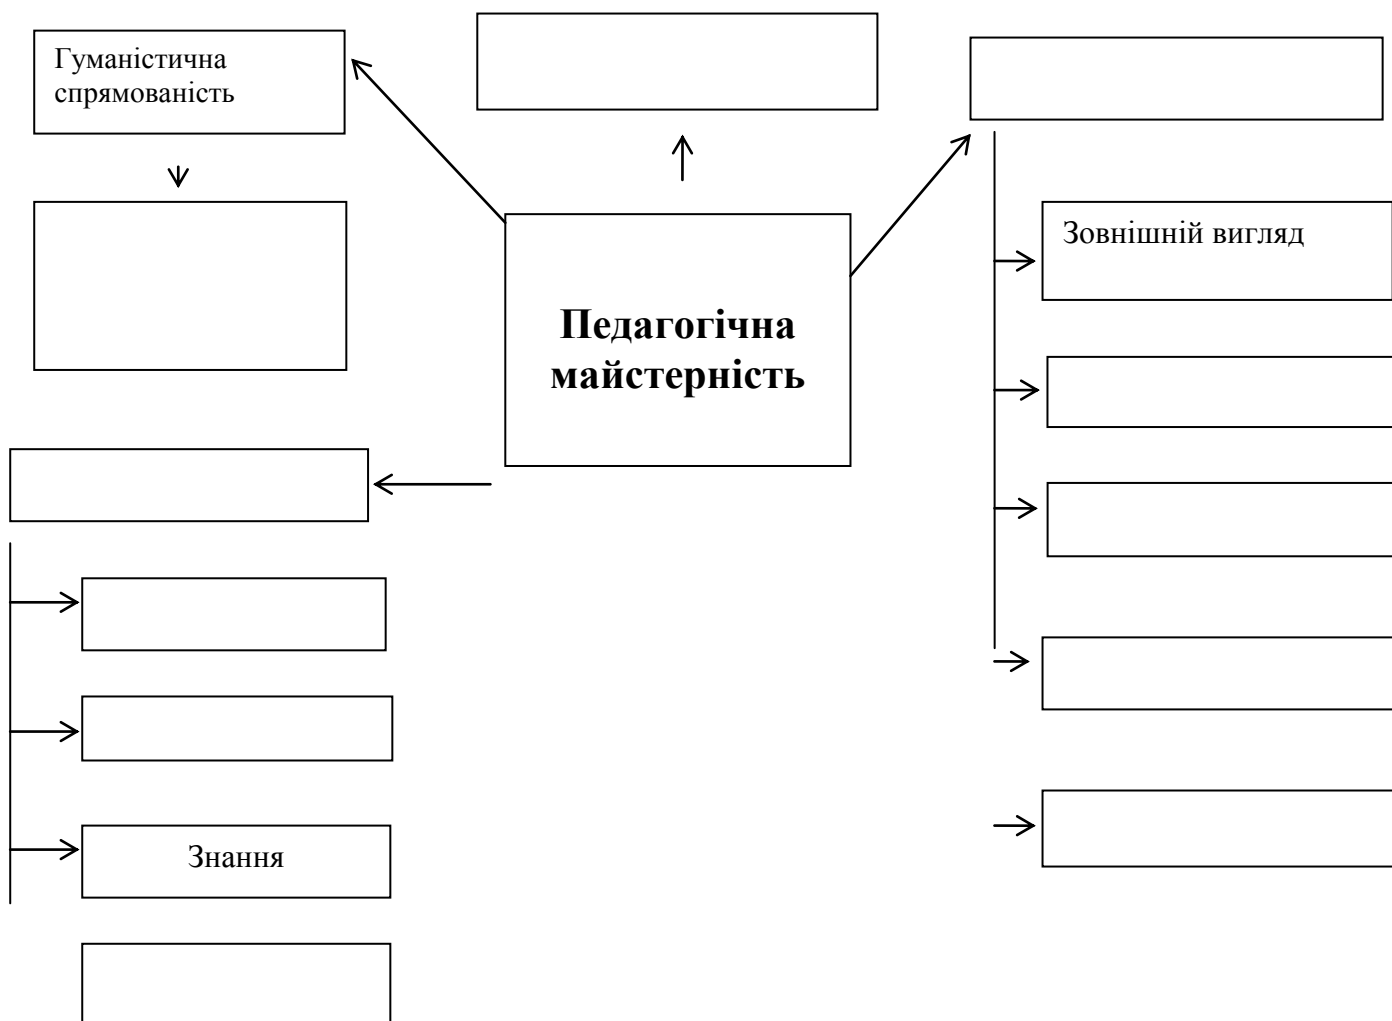 Гуманістична
спрямованість
Зовнішній вигляд
Педагогічна
майстерність
Знання